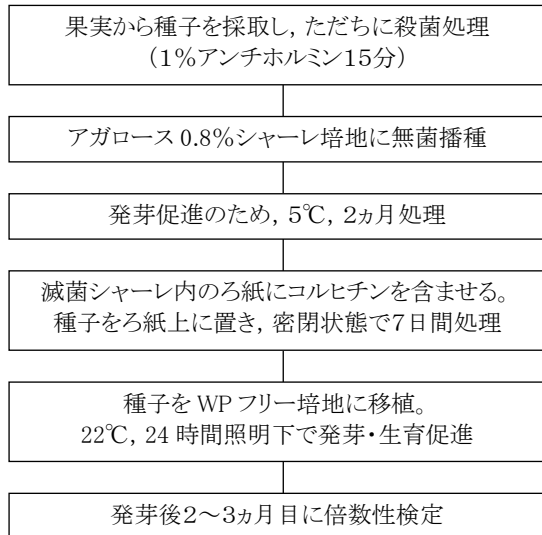 果実から種子を採取し，ただちに殺菌処理
（1%アンチホルミン15分）
アガロース 0.8%シャーレ培地に無菌播種
発芽促進のため，5℃，2ヵ月処理
滅菌シャーレ内のろ紙にコルヒチンを含ませる。
種子をろ紙上に置き，密閉状態で7日間処理
種子を WP フリー培地に移植。
22℃，24 時間照明下で発芽・生育促進
発芽後2～3ヵ月目に倍数性検定